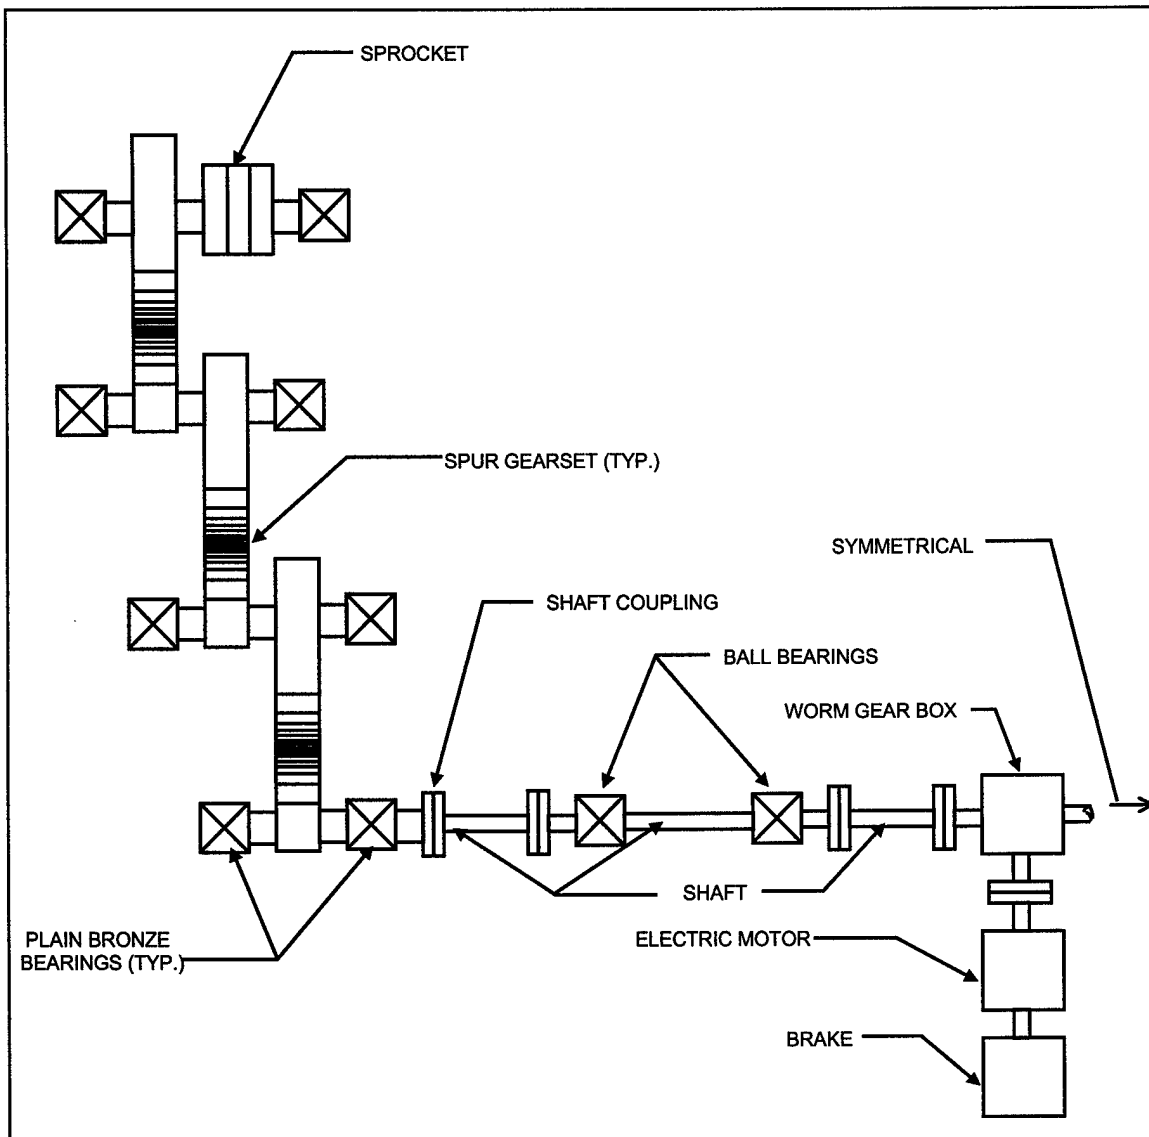 SPROCKET
SPUR GEARSET (TYP.)
SYMMETRICAL
SHAFT COUPLING
BALL BEARINGS
WORM GEAR BOX
SHAFT
PLAIN BRONZE
BEARINGS (TYP.)
ELECTRIC MOTOR
BRAKE